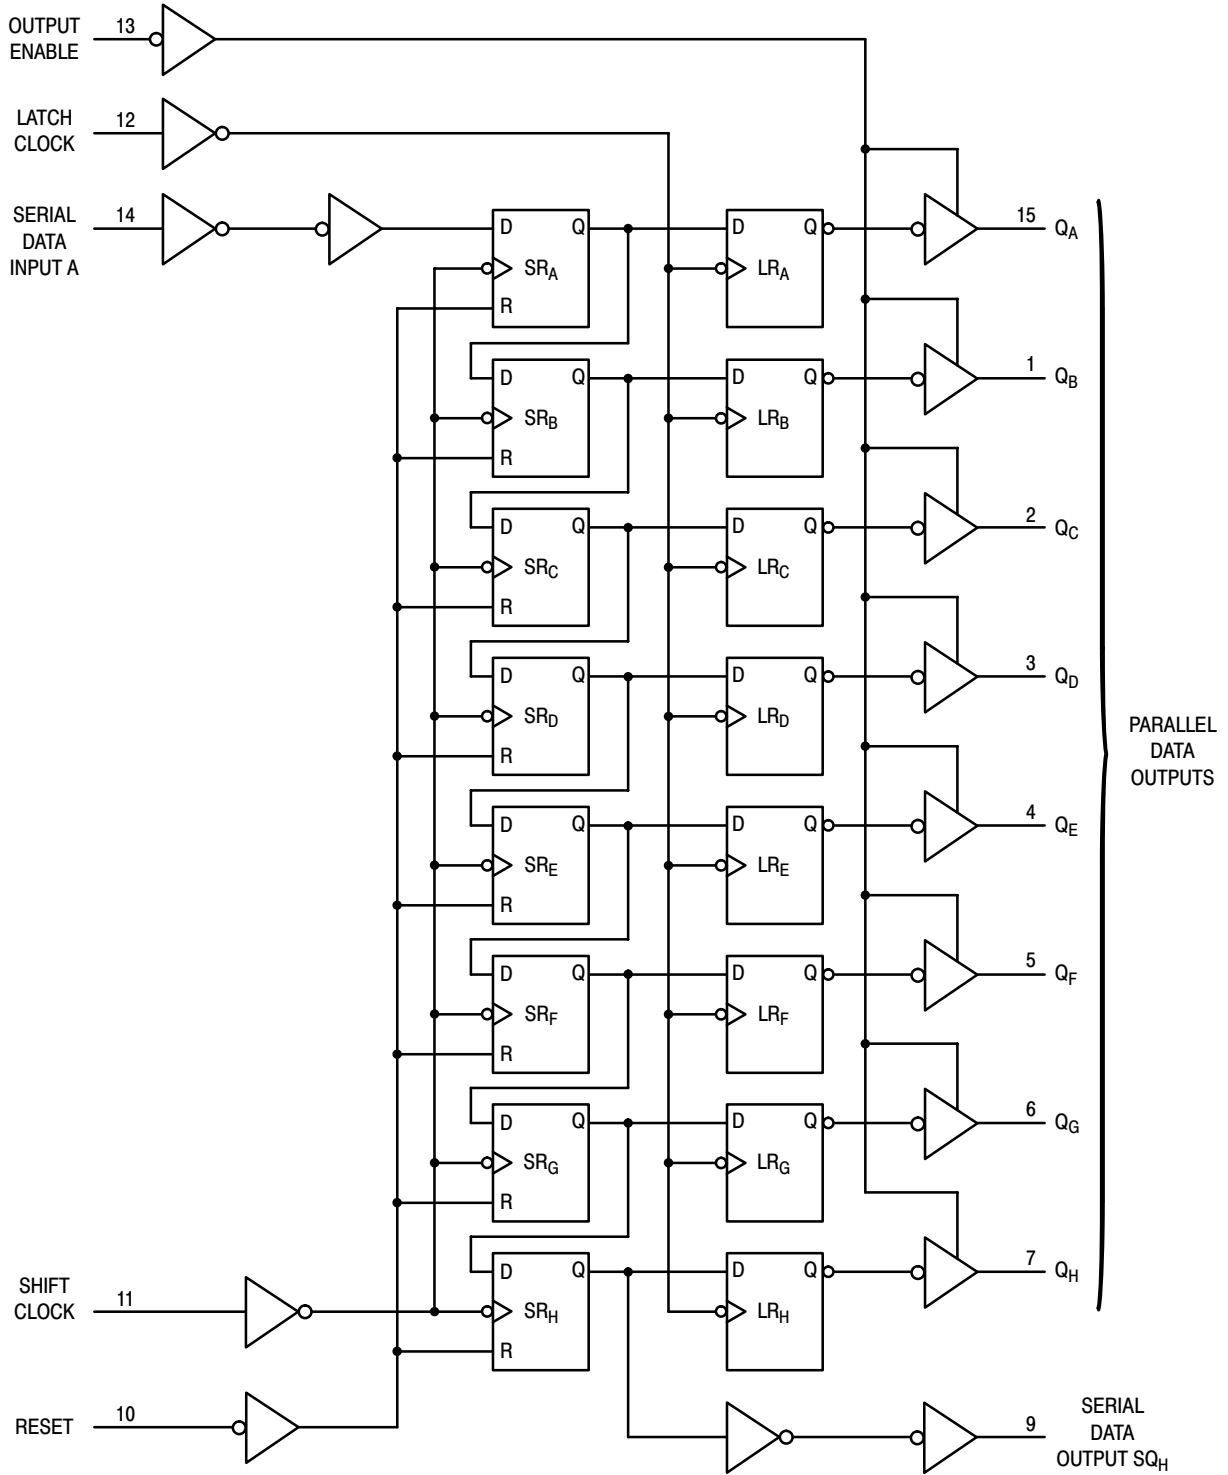 OUTPUT
ENABLE
13
LATCH
CLOCK
12
SERIAL
DATA
INPUT A
14
D Q
SRA
R
D Q
LRA
15 QA
D Q
SRB
R
D Q
LRB
1 QB
D Q
SRC
R
D Q
LRC
2 QC
D Q
SRD
R
D Q
LRD
3 QD
PARALLEL
DATA
OUTPUTS
D Q
SRE
R
D Q
LRE
4 QE
D Q
SRF
R
D Q
LRF
5 QF
D Q
SRG
R
D Q
LRG
6 QG
D Q
SRH
R
D Q
LRH
7 QH
SHIFT
CLOCK
11
RESET
10
9
SERIAL
DATA
OUTPUT SQH